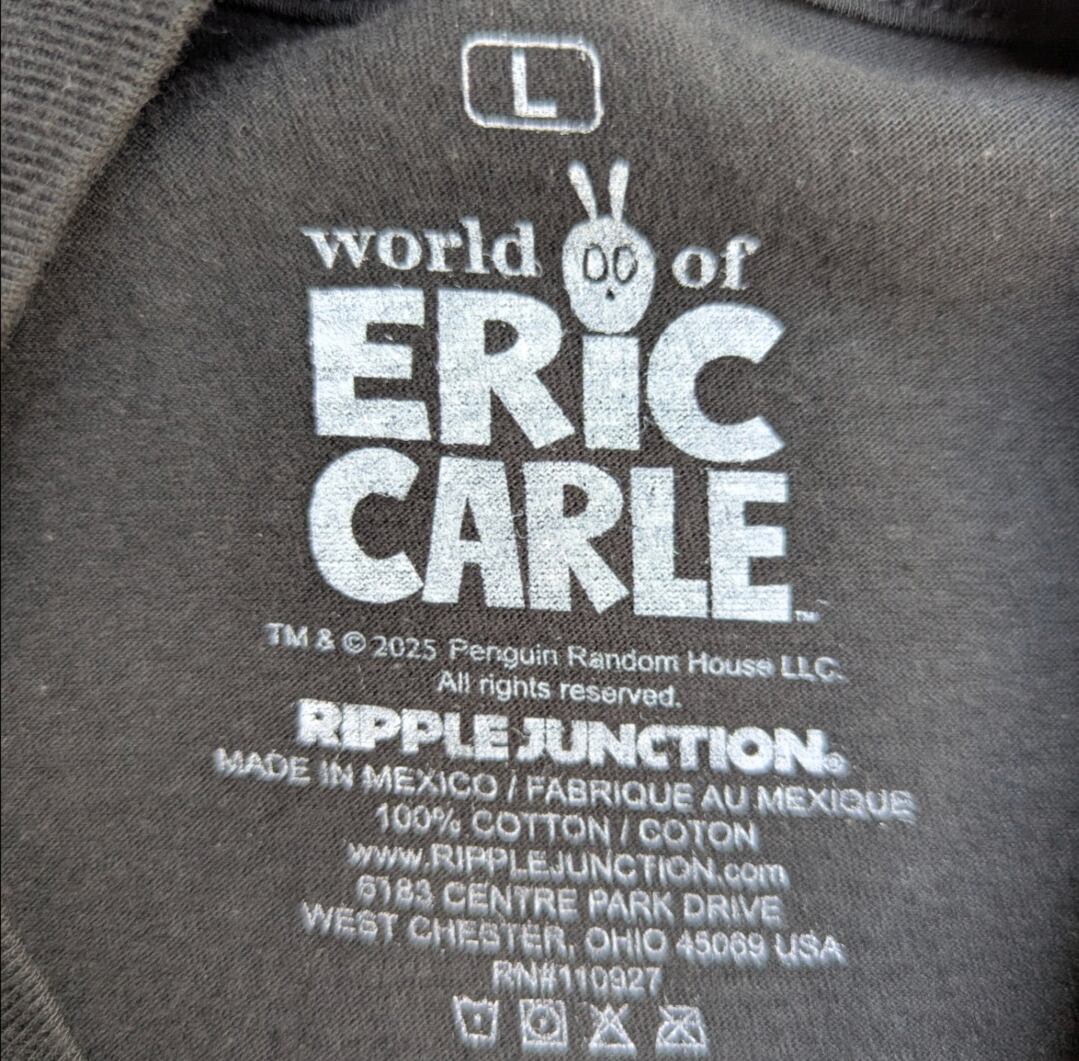 L
world of
ERiC
CARLE™
TM & © 2025 Penguin Random House LLC.
All rights reserved.
RIPPLE JUNCTION®
MADE IN MEXICO / FABRIQUE AU MEXIQUE
100% COTTON / COTON
www.RIPPLEJUNCTION.com
6183 CENTRE PARK DRIVE
WEST CHESTER, OHIO 45069 USA
RN#110927